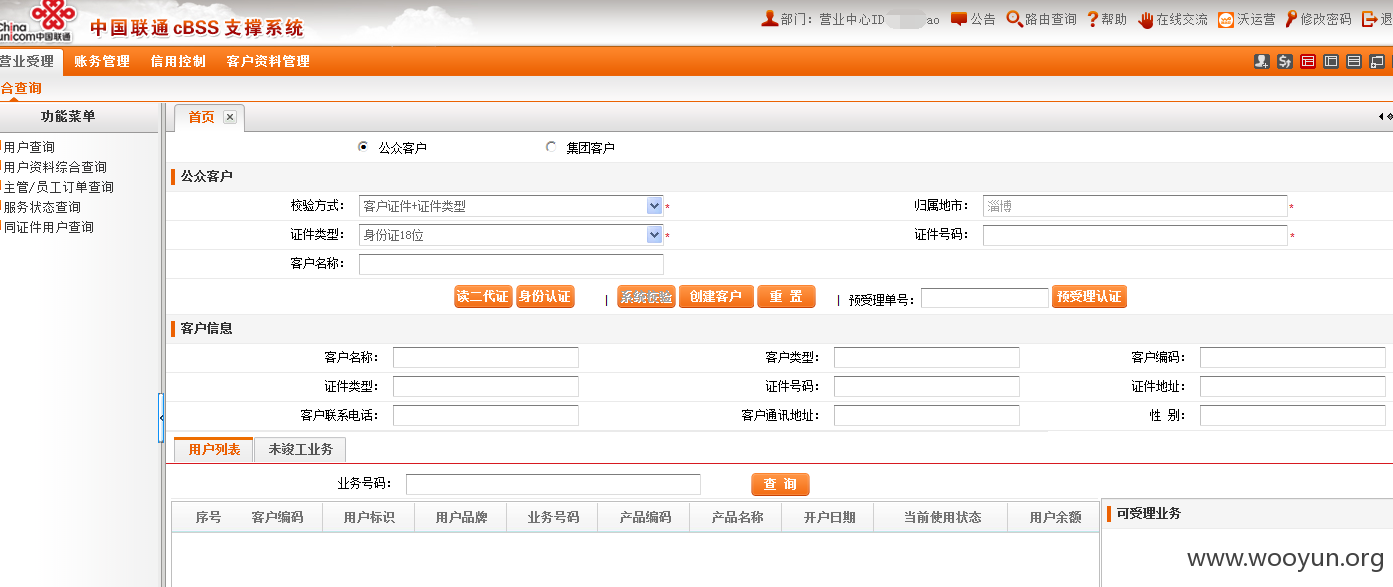 China unicom中国联通 中国联通 cBSS 支撑系统 部门：营业中心ID ao 公告 路由查询 帮助 在线交流 沃运营 修改密码 退
营业受理 账务管理 信用控制 客户资料管理
合查询
功能菜单 首页
用户查询
用户资料综合查询
主管/员工订单查询
服务状态查询
同证件用户查询
公众客户 集团客户
公众客户
校验方式： 客户证件+证件类型 * 归属地市： 淄博 *
证件类型： 身份证18位 * 证件号码： *
客户名称：
读二代证 身份认证 | 系统校验 创建客户 重 置 | 预受理单号： 预受理认证
客户信息
客户名称： 客户类型： 客户编码：
证件类型： 证件号码： 证件地址：
客户联系电话： 客户通讯地址： 性 别：
用户列表 未竣工业务
业务号码： 查 询
序号 客户编码 用户标识 用户品牌 业务号码 产品编码 产品名称 开户日期 当前使用状态 用户余额 可受理业务
www.wooyun.org